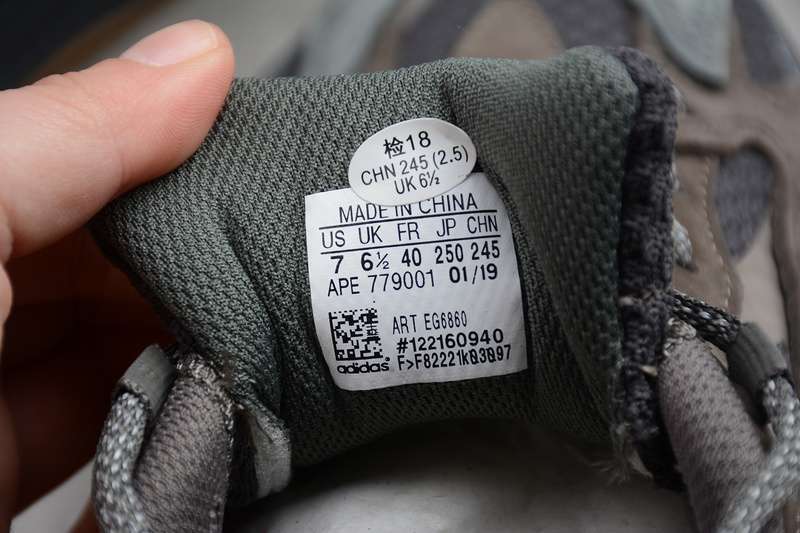 检18
CHN 245 (2.5)
UK 6½
MADE IN CHINA
US UK FR JP CHN
7 6½ 40 250 245
APE 779001 01/19
ART EG6860
#122160940
adidas F>F82221k03097